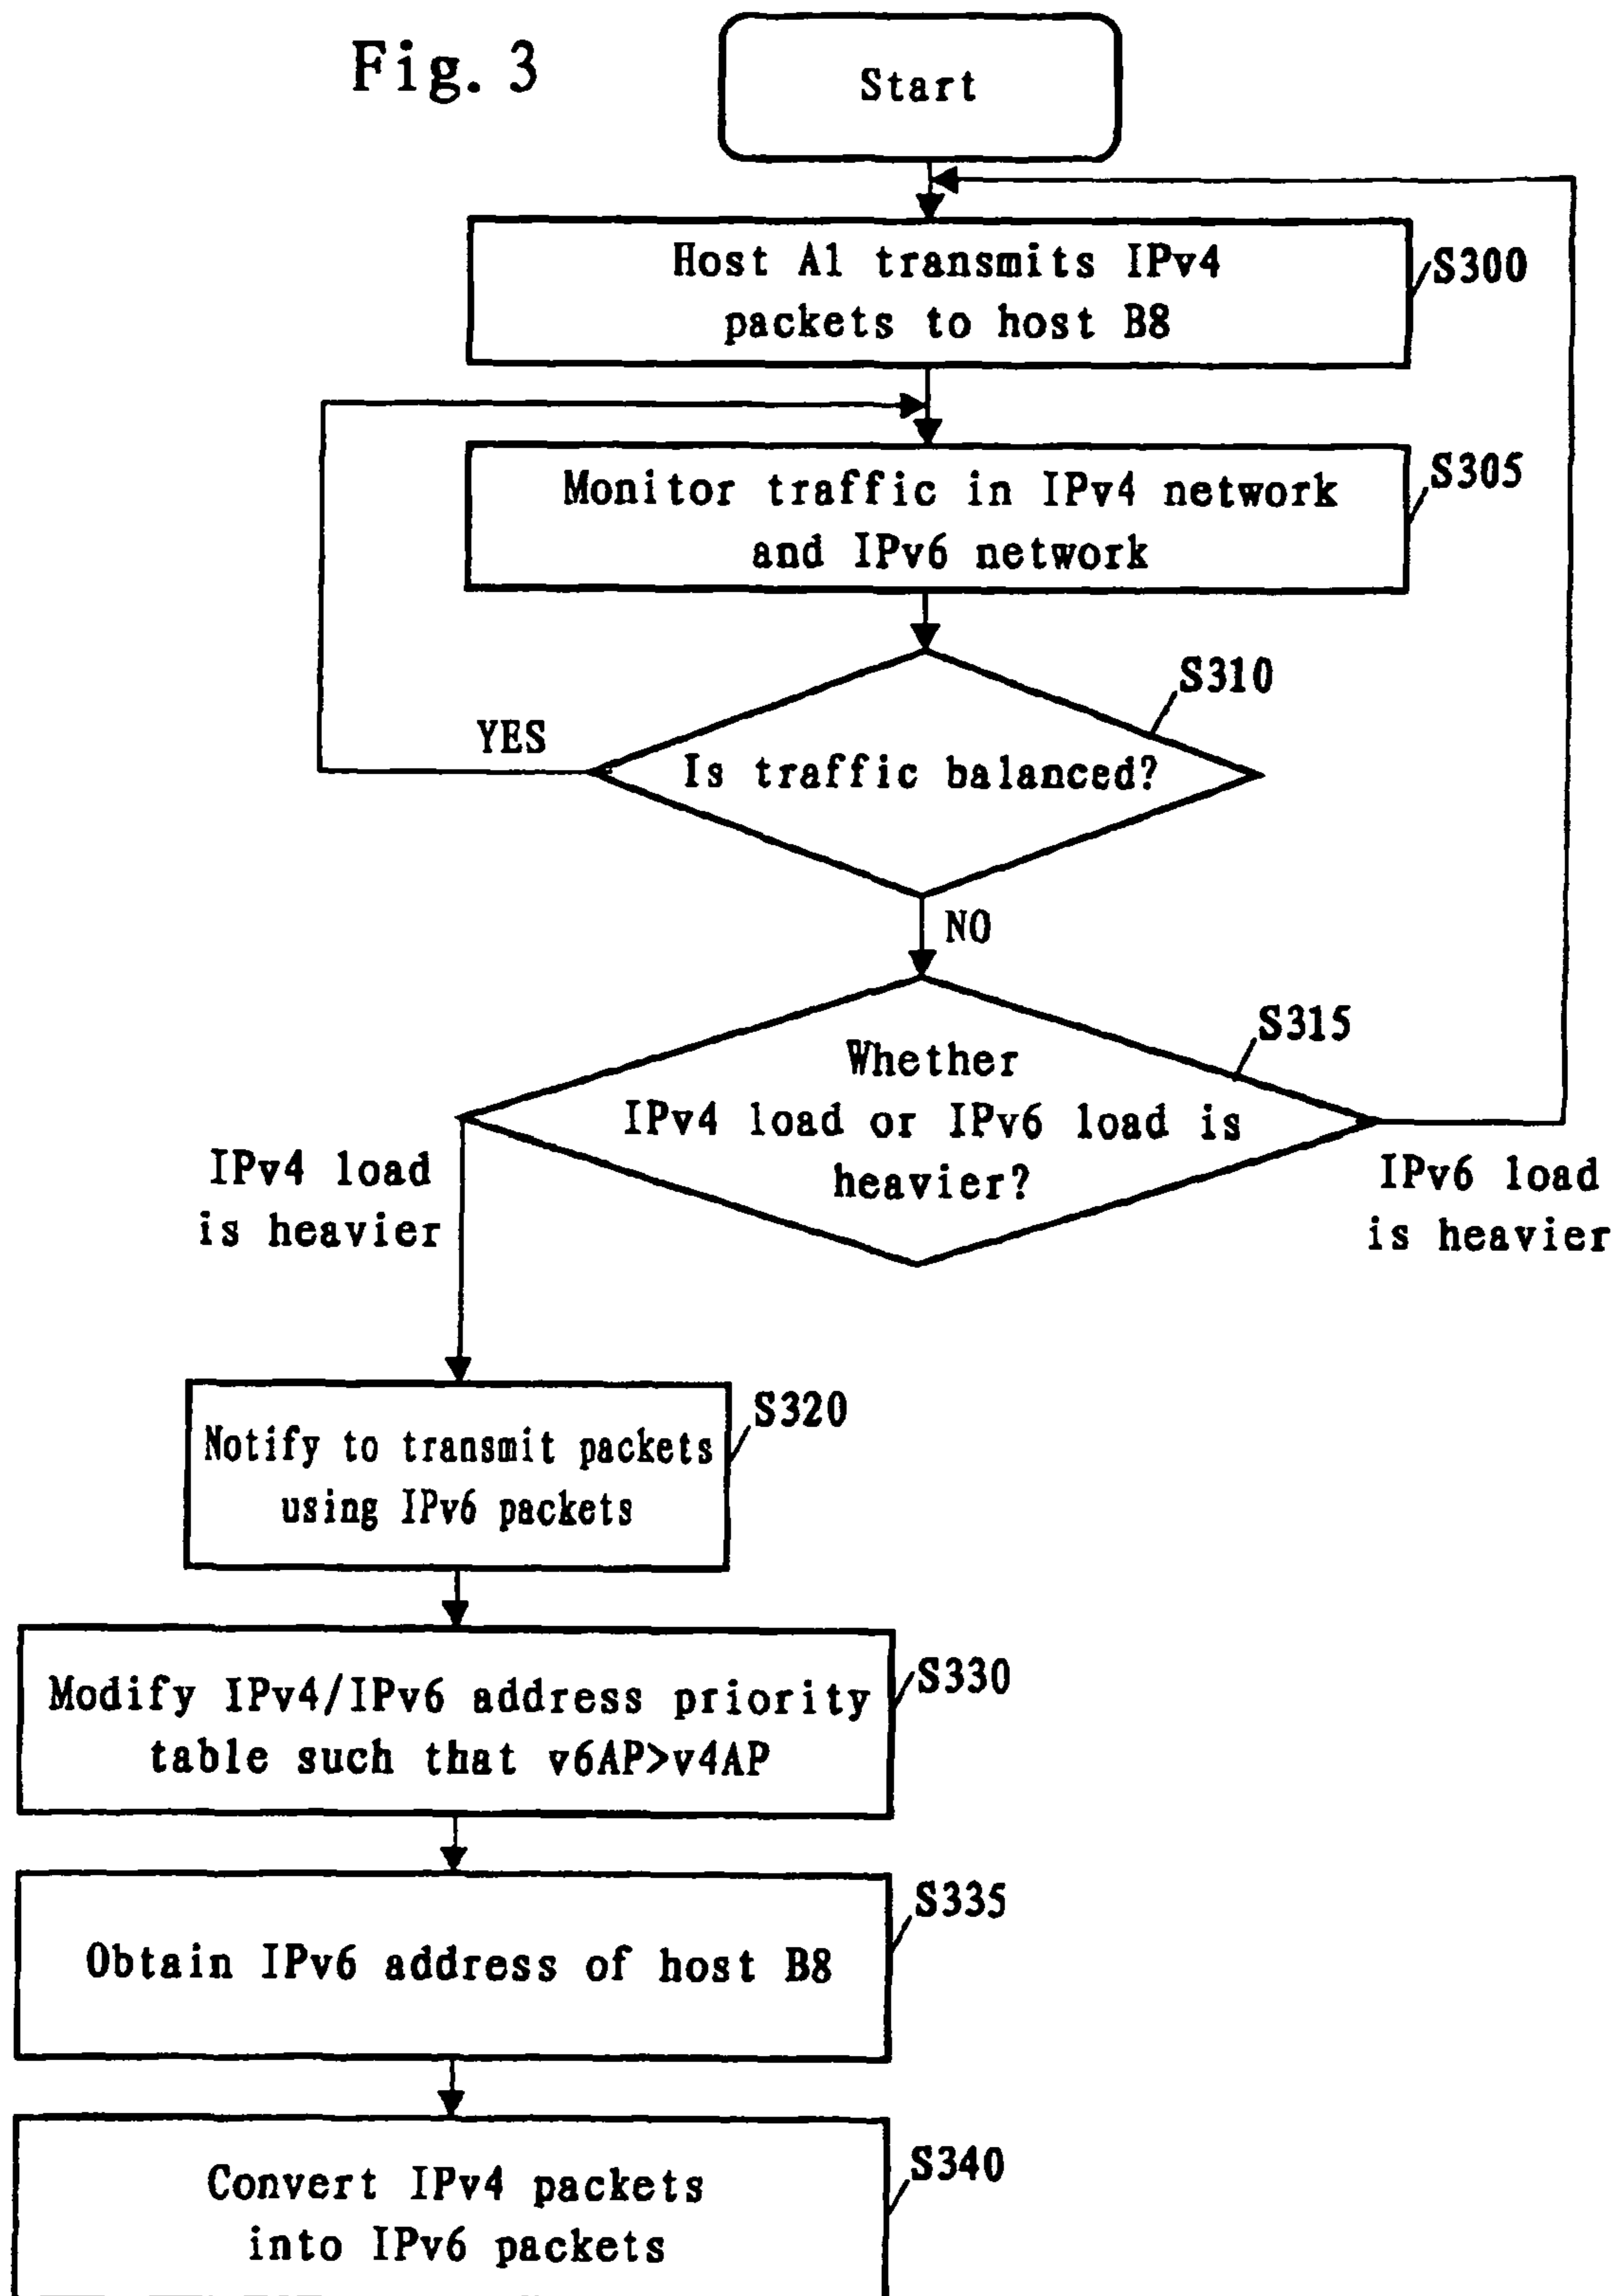 Fig. 3
Start
Host A1 transmits IPv4
packets to host B8
S300
Monitor traffic in IPv4 network
and IPv6 network
S305
S310
YES
Is traffic balanced?
NO
S315
Whether
IPv4 load or IPv6 load is
heavier?
IPv4 load
is heavier
IPv6 load
is heavier
S320
Notify to transmit packets
using IPv6 packets
S330
Modify IPv4/IPv6 address priority
table such that v6AP>v4AP
S335
Obtain IPv6 address of host B8
S340
Convert IPv4 packets
into IPv6 packets